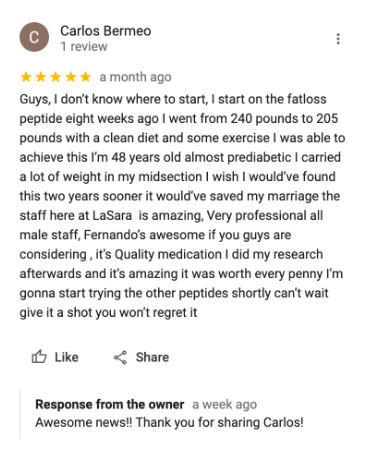 C
Carlos Bermeo
1 review
a month ago
Guys, I don't know where to start, I start on the fatloss
peptide eight weeks ago I went from 240 pounds to 205
pounds with a clean diet and some exercise I was able to
achieve this I'm 48 years old almost prediabetic I carried
a lot of weight in my midsection I wish I would've found
this two years sooner it would've saved my marriage the
staff here at LaSara  is amazing, Very professional all
male staff, Fernando's awesome if you guys are
considering , it's Quality medication I did my research
afterwards and it's amazing it was worth every penny I'm
gonna start trying the other peptides shortly can't wait
give it a shot you won't regret it
Like Share
Response from the owner a week ago
Awesome news!! Thank you for sharing Carlos!